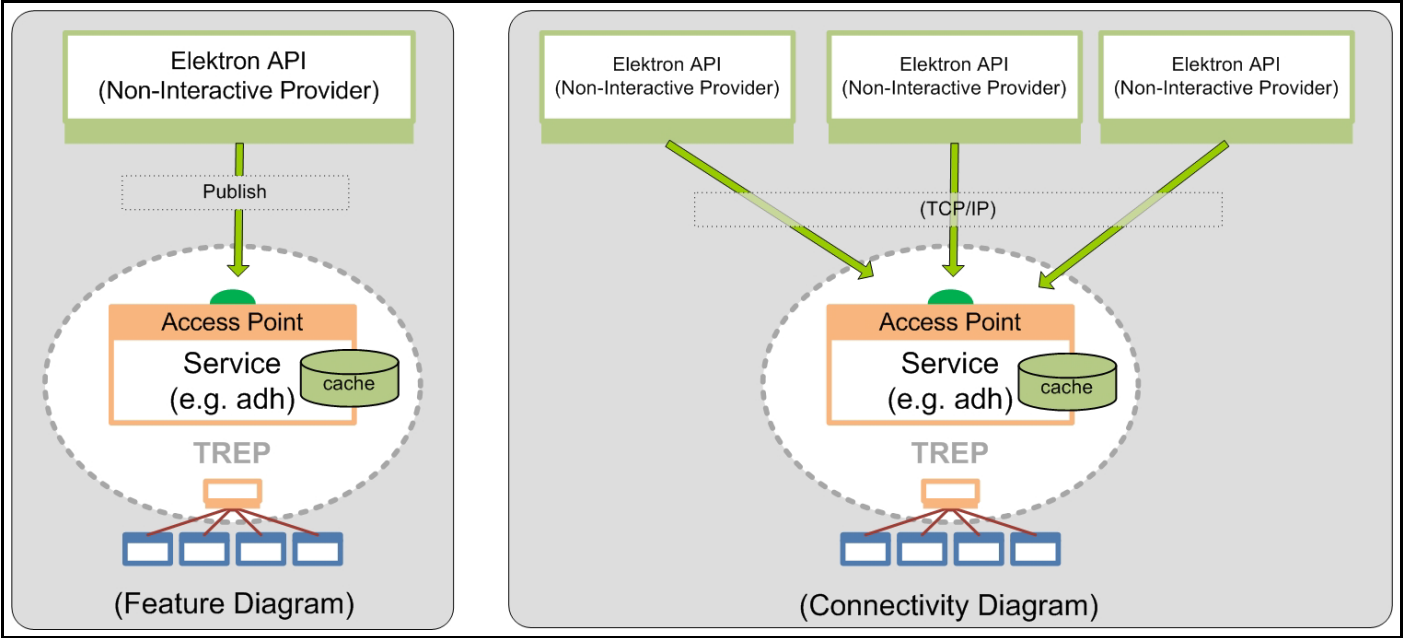 Elektron API
(Non-Interactive Provider)
Publish
Access Point
Service
(e.g. adh)
cache
TREP
(Feature Diagram)
Elektron API
(Non-Interactive Provider)
Elektron API
(Non-Interactive Provider)
Elektron API
(Non-Interactive Provider)
(TCP/IP)
Access Point
Service
(e.g. adh)
cache
TREP
(Connectivity Diagram)